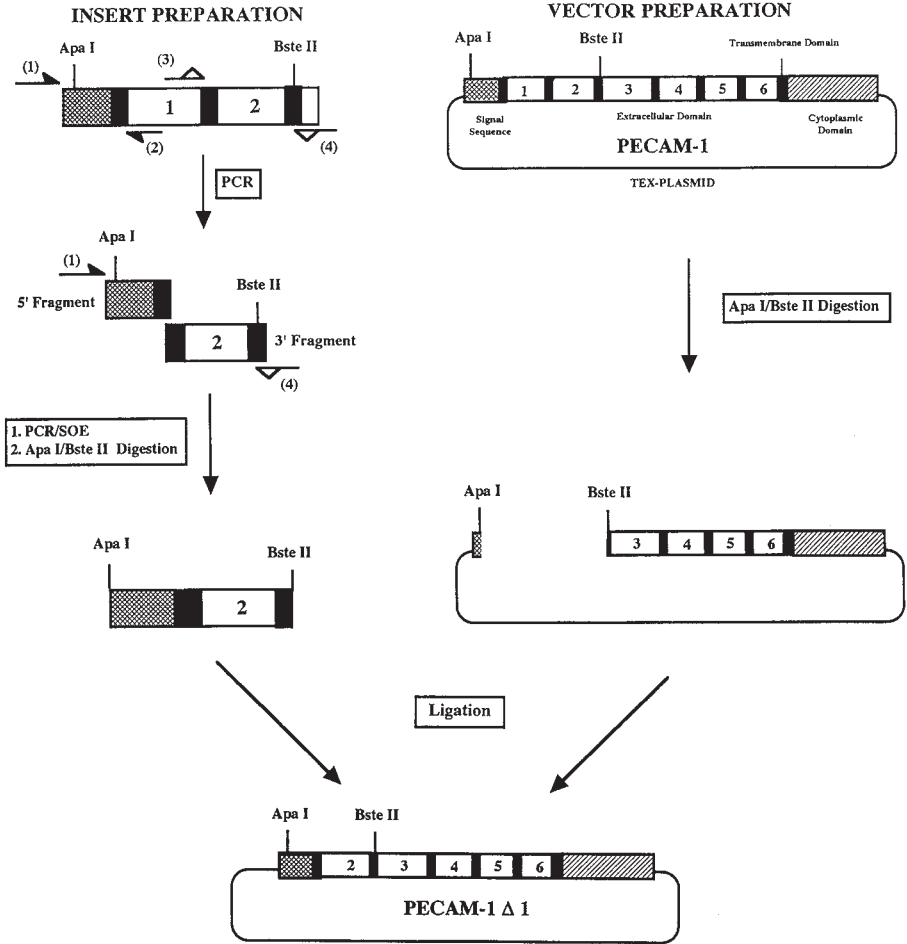 INSERT PREPARATION
Apa I
Bste II
(1)
(3)
1
2
(2)
(4)
PCR
Apa I
(1)
Bste II
5' Fragment
2
3' Fragment
(4)
1. PCR/SOE
2. Apa I/Bste II Digestion
Apa I
Bste II
2
VECTOR PREPARATION
Apa I
Bste II
Transmembrane Domain
1 2 3 4 5 6
Signal
Sequence
Extracellular Domain
Cytoplasmic
Domain
PECAM-1
TEX-PLASMID
Apa I/Bste II Digestion
Apa I
Bste II
3 4 5 6
Ligation
Apa I
Bste II
2 3 4 5 6
PECAM-1 Δ 1